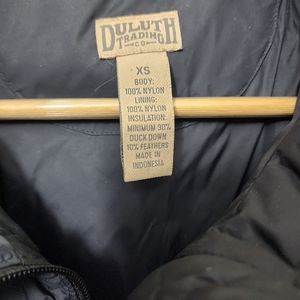 DULUTH
TRADING
CO
XS
BODY:
100% NYLON
LINING:
100% NYLON
INSULATION:
MINIMUM 90%
DUCK DOWN
10% FEATHERS
MADE IN
INDONESIA